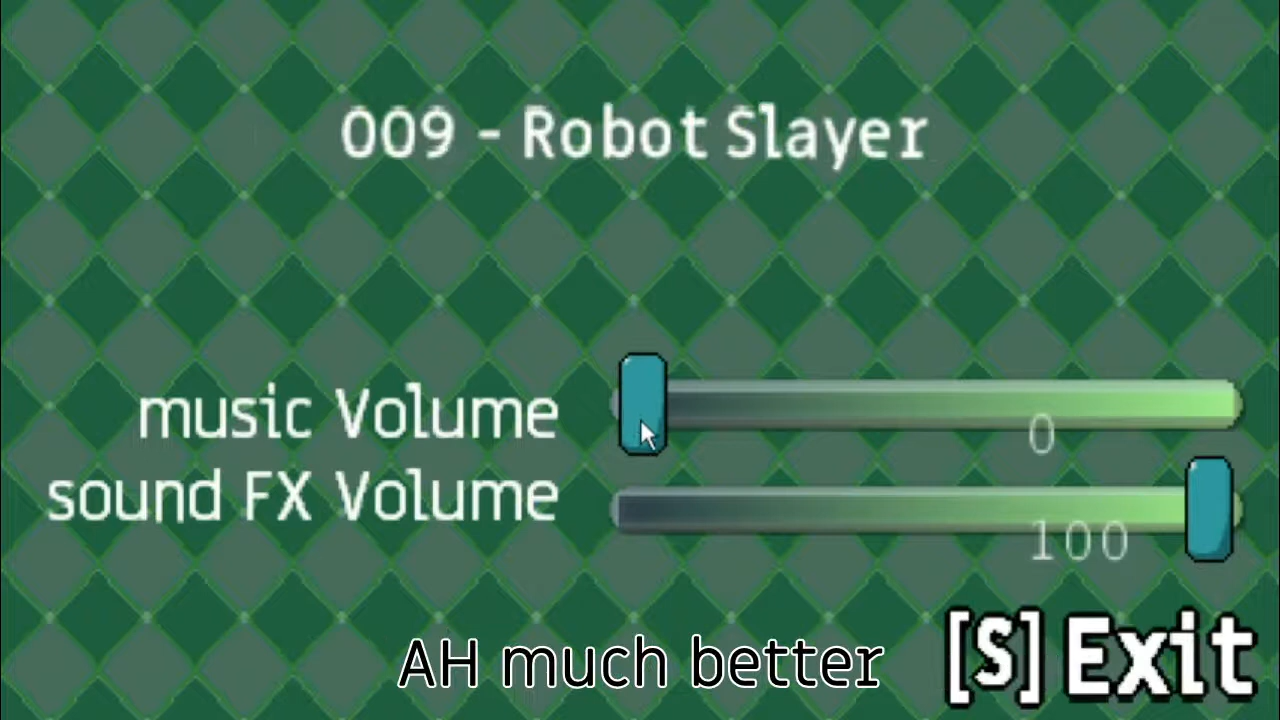 009 - Robot Slayer
music Volume
0
sound FX Volume
100
AH much better
[S] Exit